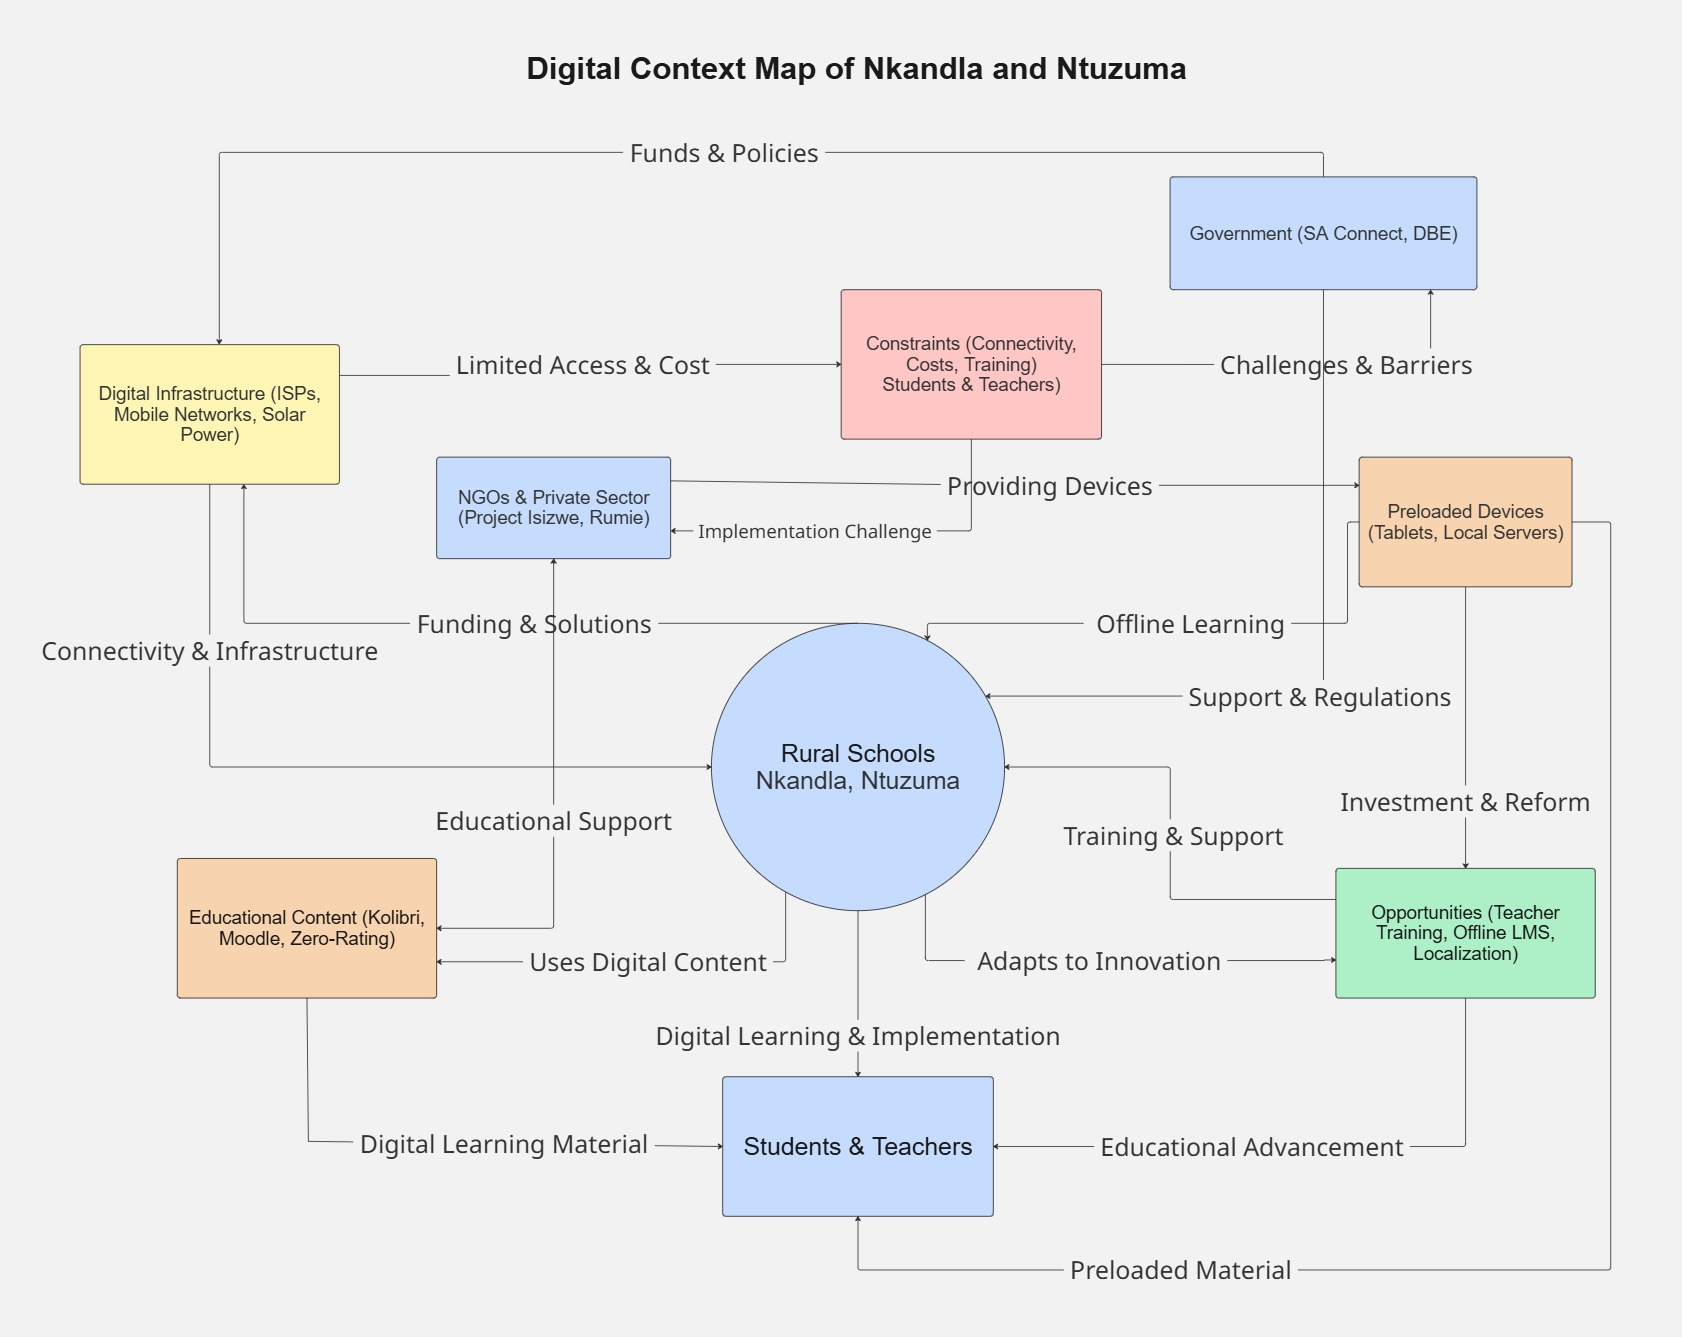 Digital Context Map of Nkandla and Ntuzuma
Funds & Policies
Government (SA Connect, DBE)
Constraints (Connectivity,
Costs, Training)
Students & Teachers)
Limited Access & Cost
Challenges & Barriers
Digital Infrastructure (ISPs,
Mobile Networks, Solar
Power)
NGOs & Private Sector
(Project Isizwe, Rumie)
Providing Devices
Implementation Challenge
Preloaded Devices
(Tablets, Local Servers)
Funding & Solutions
Offline Learning
Connectivity & Infrastructure
Support & Regulations
Rural Schools
Nkandla, Ntuzuma
Investment & Reform
Educational Support
Training & Support
Educational Content (Kolibri,
Moodle, Zero-Rating)
Opportunities (Teacher
Training, Offline LMS,
Localization)
Uses Digital Content
Adapts to Innovation
Digital Learning & Implementation
Digital Learning Material
Students & Teachers
Educational Advancement
Preloaded Material